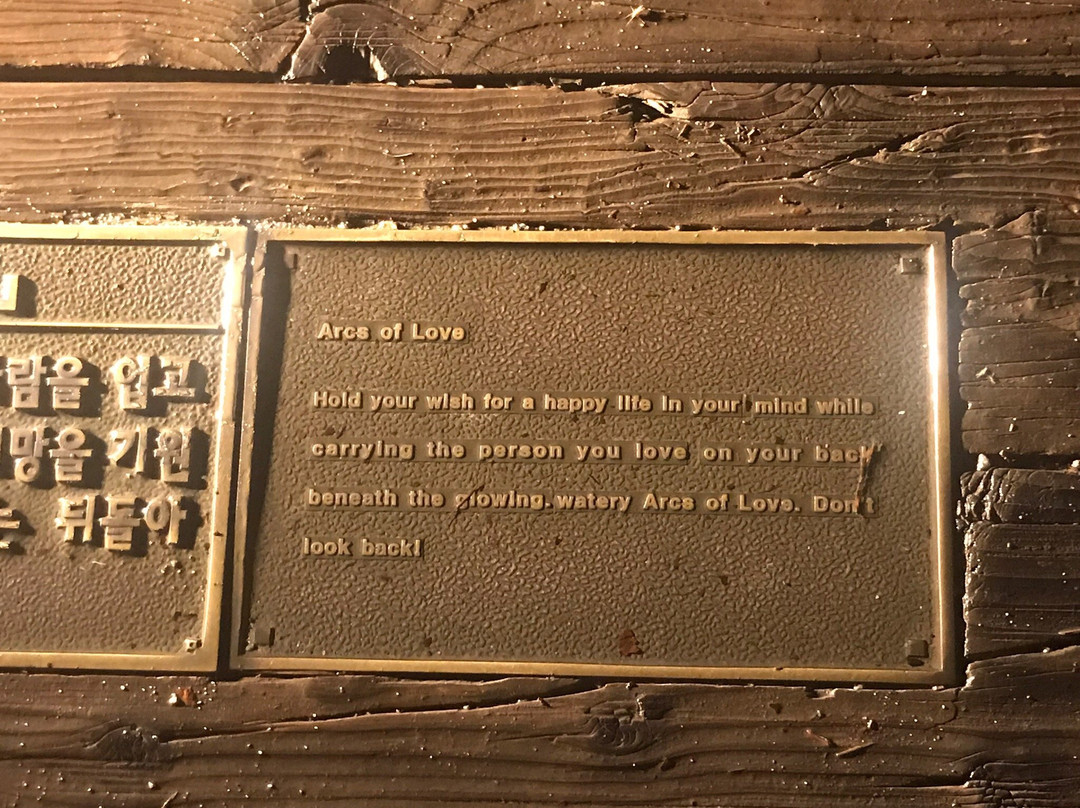 람을 업고
망을 기원
는 뒤돌아
Arcs of Love
Hold your wish for a happy life in your mind while
carrying the person you love on your back
beneath the glowing. watery Arcs of Love. Don't
look back!